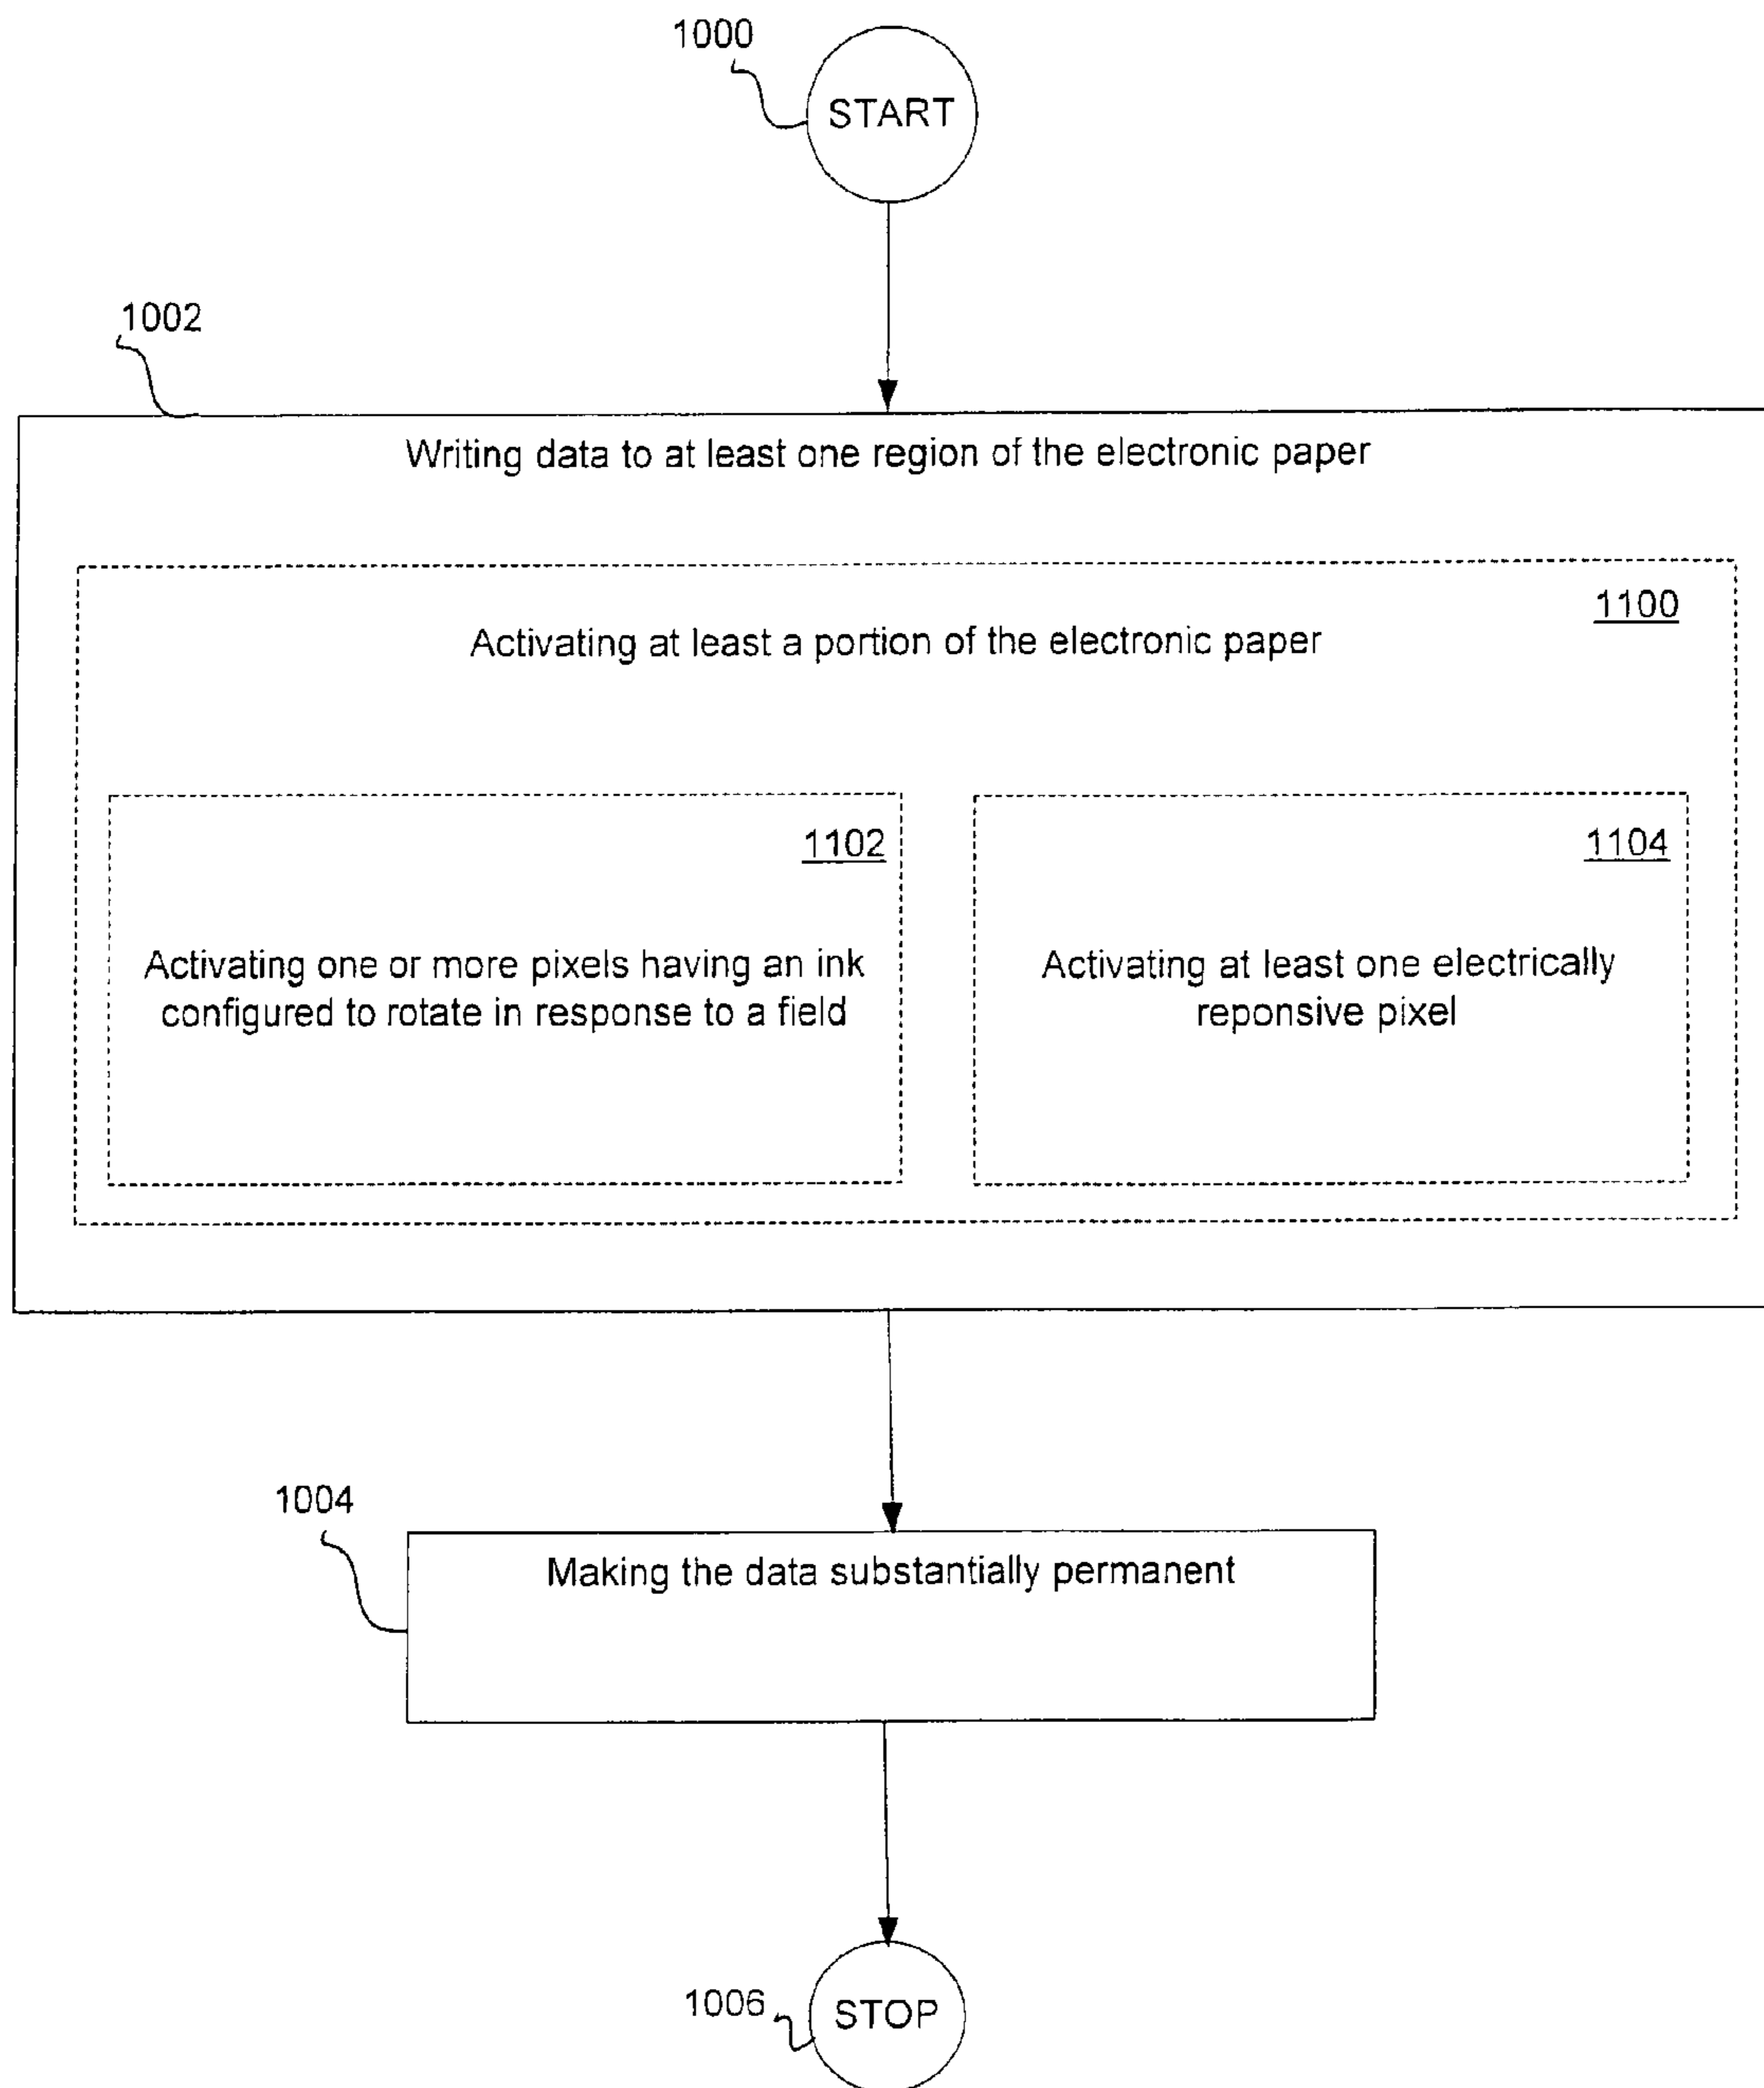 1000
START
1002
Writing data to at least one region of the electronic paper
1100
Activating at least a portion of the electronic paper
1102
Activating one or more pixels having an ink
configured to rotate in response to a field
1104
Activating at least one electrically
reponsive pixel
1004
Making the data substantially permanent
1006
STOP